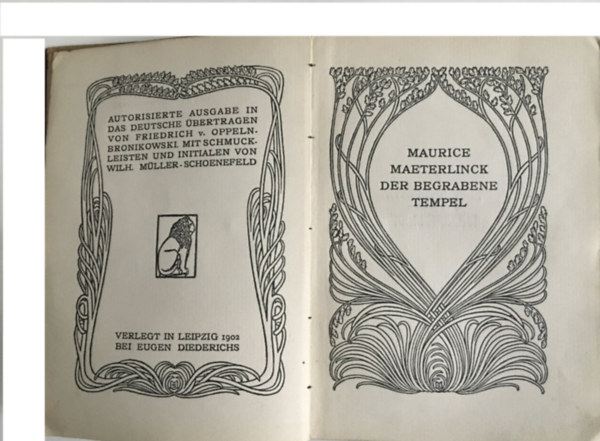 AUTORISIERTE AUSGABE IN
DAS DEUTSCHE ÜBERTRAGEN
VON FRIEDRICH v. OPPELN-
BRONIKOWSKI. MIT SCHMUCK-
LEISTEN UND INITIALEN VON
WILH. MÜLLER-SCHOENEFELD
VERLEGT IN LEIPZIG 1902
BEI EUGEN DIEDERICHS
MAURICE
MAETERLINCK
DER BEGRABENE
TEMPEL